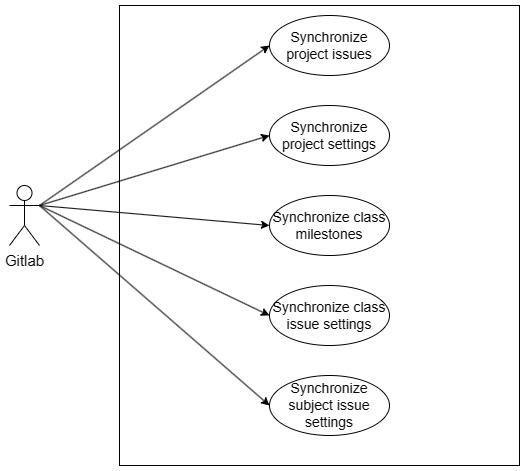 Synchronize
project issues
Synchronize
project settings
Synchronize class
milestones
Gitlab
Synchronize class
issue settings
Synchronize
subject issue
settings